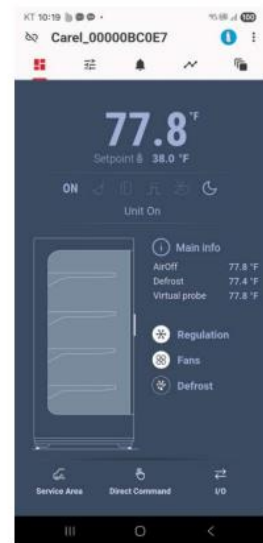 KT 10:19
100
Carel_00000BC0E7
77.8 °F
Setpoint 38.0 °F
ON
Unit On
Main info
AirOff 77.8 °F
Defrost 77.4 °F
Virtual probe 77.8 °F
Regulation
Fans
Defrost
Service Area Direct Command I/O